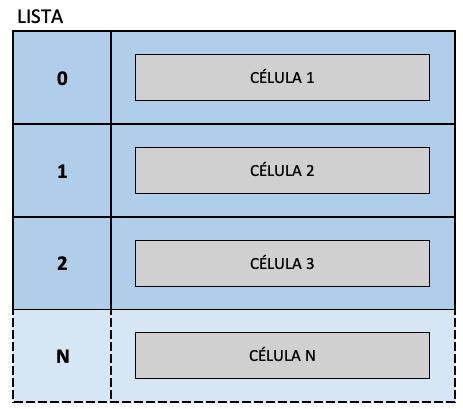 LISTA
0
CÉLULA 1
1
CÉLULA 2
2
CÉLULA 3
N
CÉLULA N